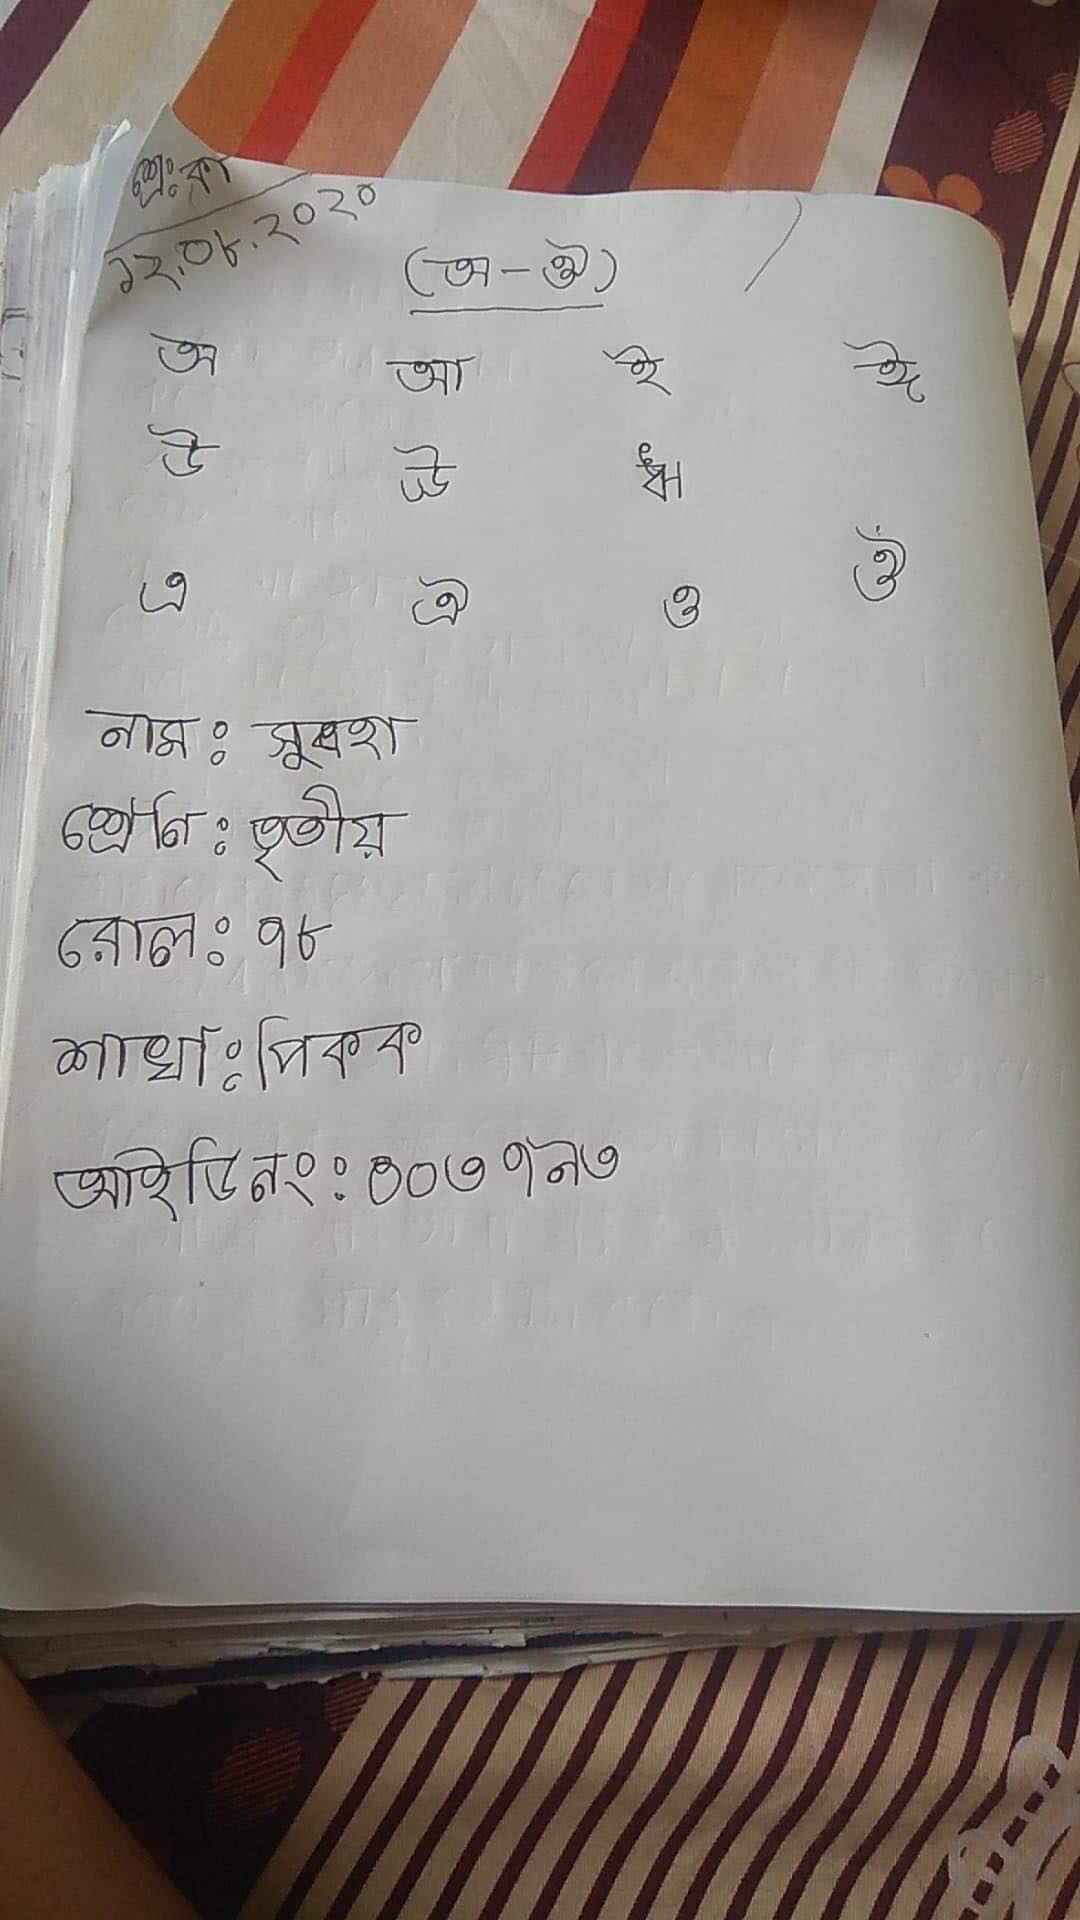 শ্রে: কা
১২.০৮.২০২০
(অ-ঔ)
অ আ ই ঈ
উ ঊ ঋ
এ ঐ ও ঔ
নাম: সুবহা
শ্রেনি: তৃতীয়
রোল: ৭৮
শাখা: পিকক
আইডি নং: ৪০৩৭৯৩